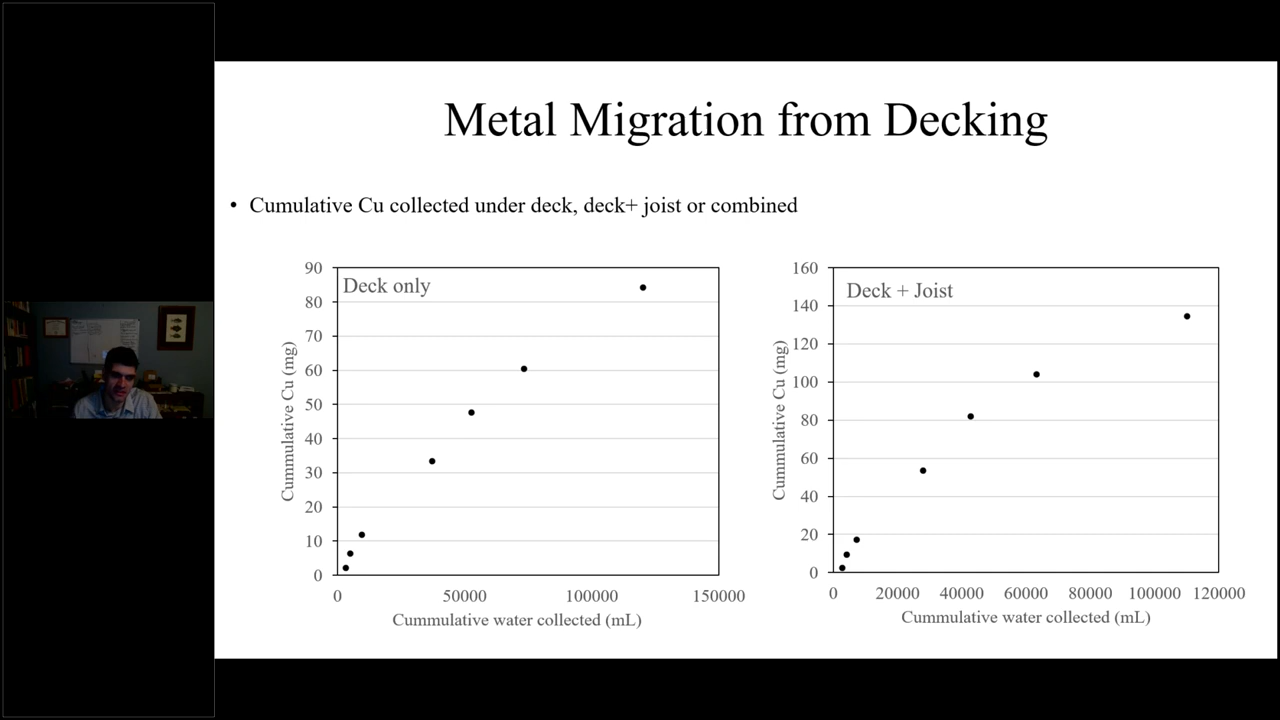 Metal Migration from Decking
• Cumulative Cu collected under deck, deck+ joist or combined
Deck only
Cummulative Cu (mg)
90
80
70
60
50
40
30
20
10
0
0 50000 100000 150000
Cummulative water collected (mL)
Deck + Joist
Cummulative Cu (mg)
160
140
120
100
80
60
40
20
0
0 20000 40000 60000 80000 100000 120000
Cummulative water collected (mL)